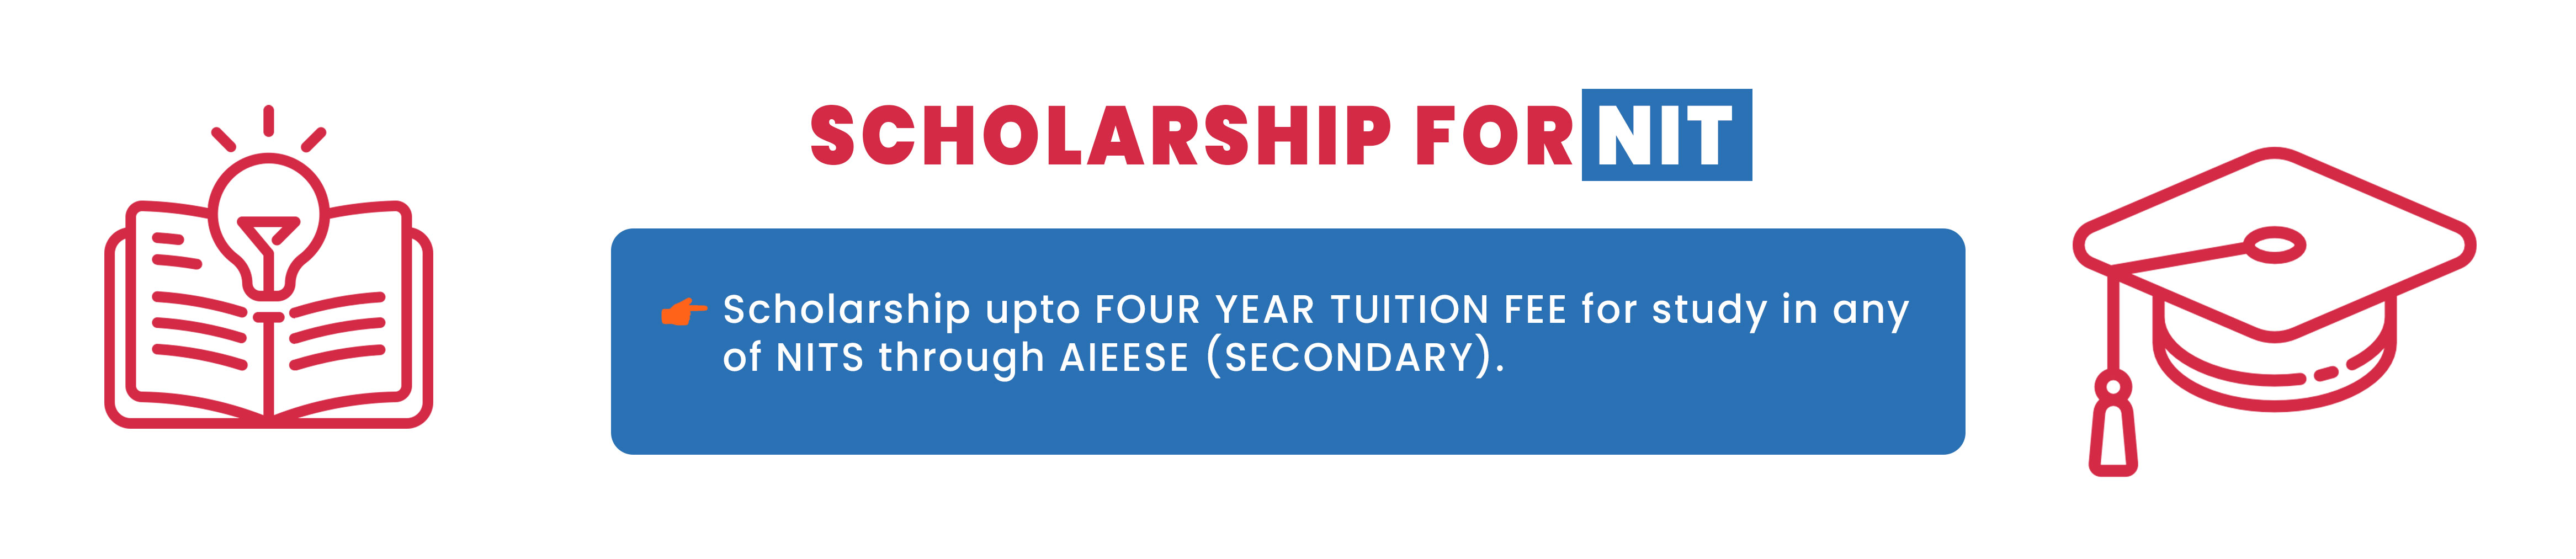 SCHOLARSHIP FOR NIT
Scholarship upto FOUR YEAR TUITION FEE for study in any
of NITS through AIEESE (SECONDARY).